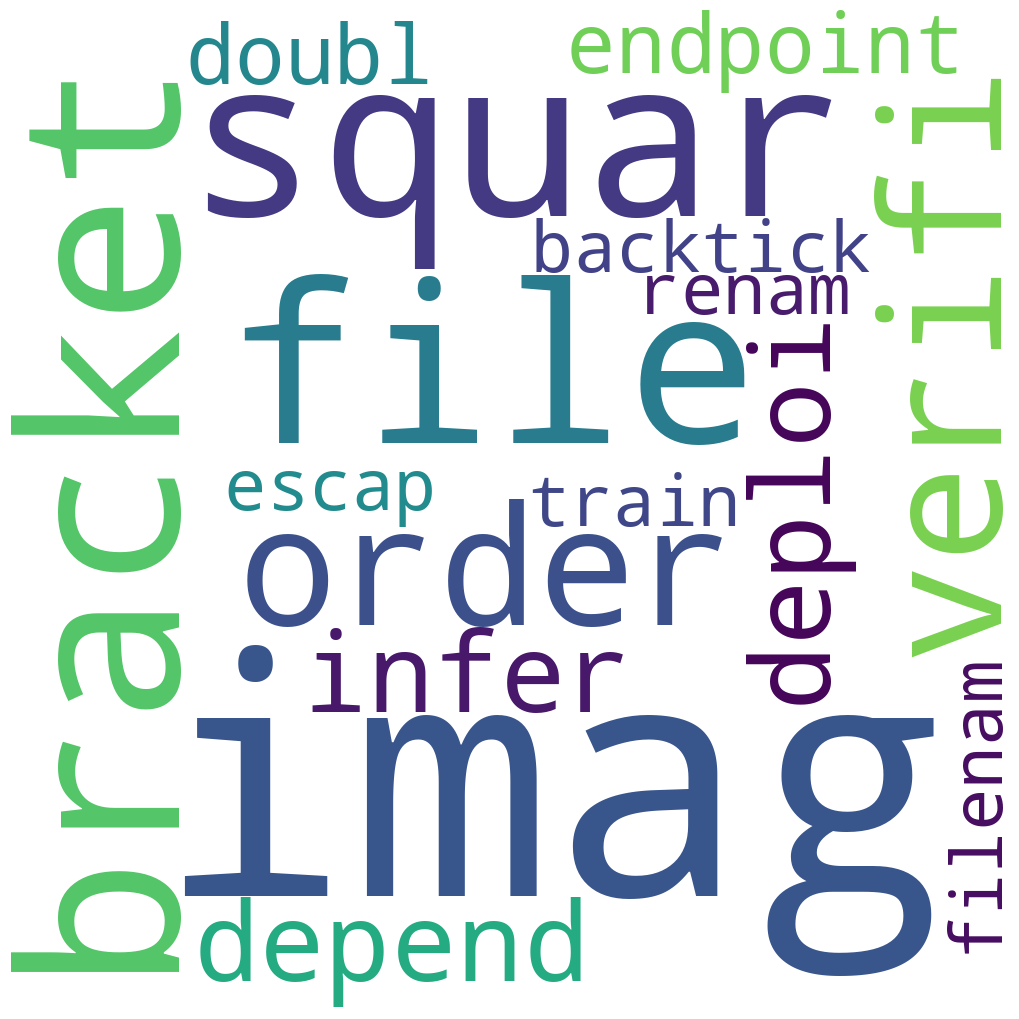 doubl
endpoint
squar
bracket
verifi
backtick
renam
file
deploi
escap
train
order
infer
imag
filenam
depend